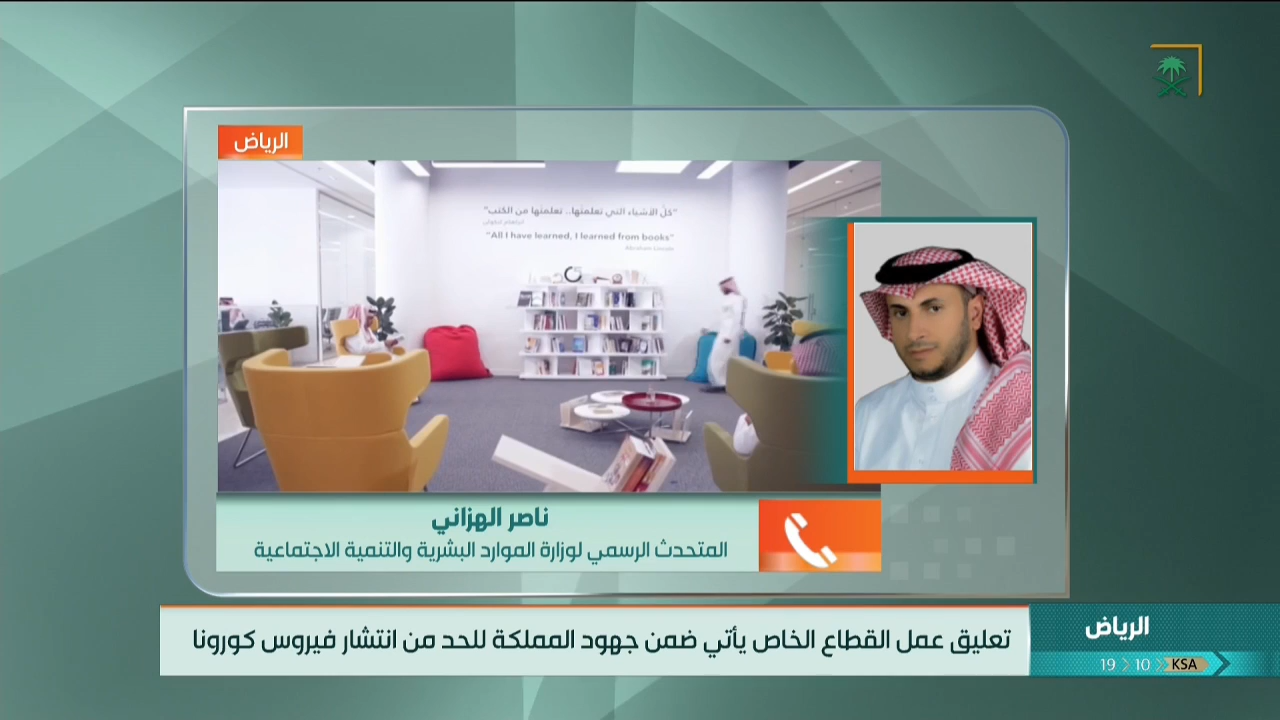 الرياض
"كلّ الأشياء التي تعلمتها.. تعلمتها من الكتب"
"All I have learned, I learned from books"
Abraham Lincoln
ناصر الهزاني
المتحدث الرسمي لوزارة الموارد البشرية والتنمية الاجتماعية
الرياض
تعليق عمل القطاع الخاص يأتي ضمن جهود المملكة للحد من انتشار فيروس كورونا
19 10 KSA